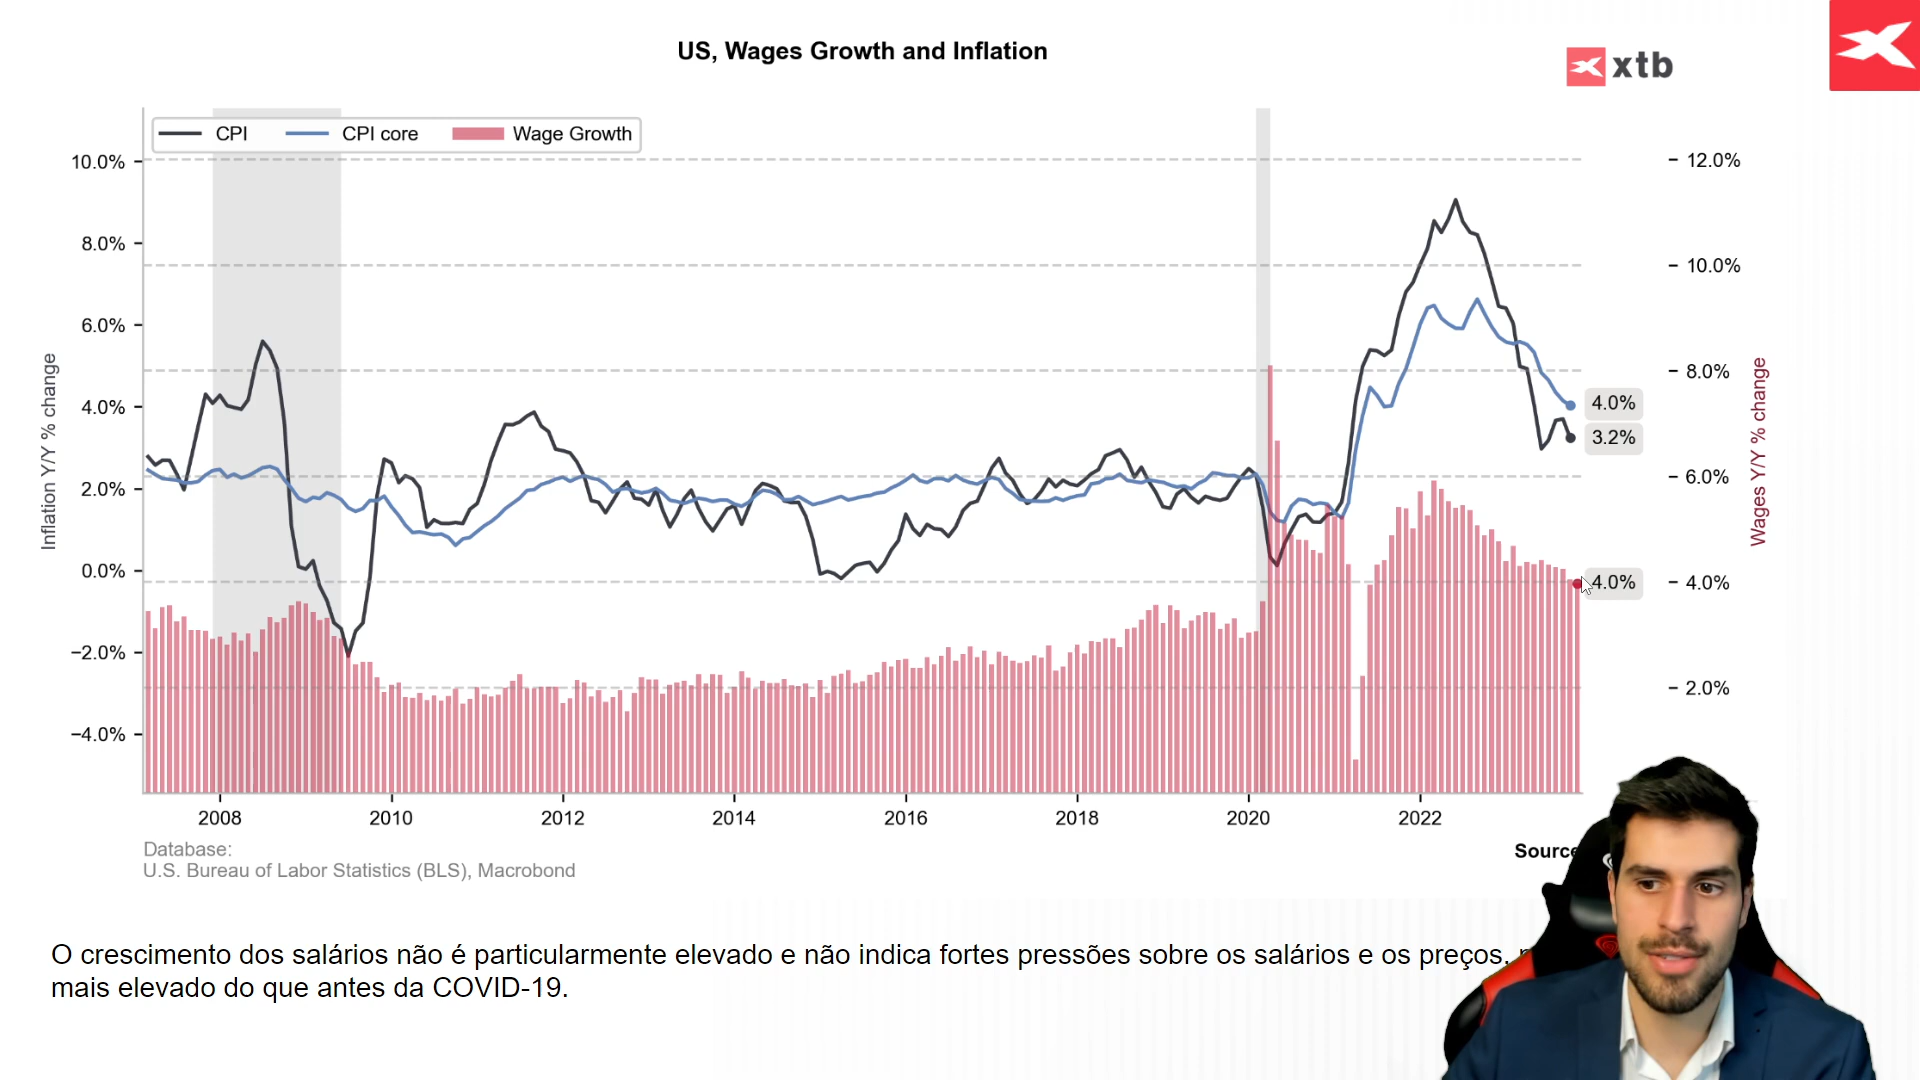 US, Wages Growth and Inflation
xtb
CPI
CPI core
Wage Growth
10.0%
8.0%
6.0%
4.0%
2.0%
0.0%
−2.0%
−4.0%
Inflation Y/Y % change
12.0%
10.0%
8.0%
6.0%
4.0%
2.0%
Wages Y/Y % change
4.0%
3.2%
4.0%
2008
2010
2012
2014
2016
2018
2020
2022
Database:
U.S. Bureau of Labor Statistics (BLS), Macrobond
Source
O crescimento dos salários não é particularmente elevado e não indica fortes pressões sobre os salários e os preços,
mais elevado do que antes da COVID-19.